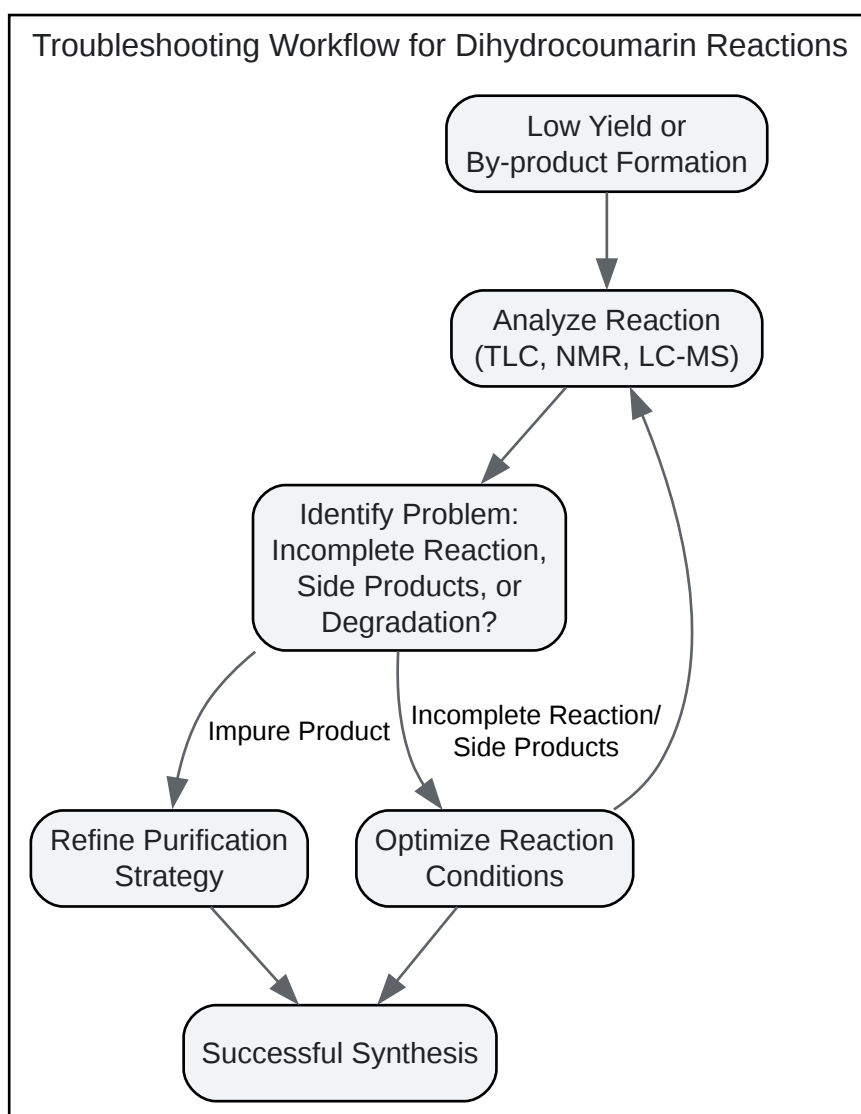 Troubleshooting Workflow for Dihydrocoumarin Reactions
Low Yield or
By-product Formation
Analyze Reaction
(TLC, NMR, LC-MS)
Identify Problem:
Incomplete Reaction,
Side Products, or
Degradation?
Impure Product
Incomplete Reaction/
Side Products
Refine Purification
Strategy
Optimize Reaction
Conditions
Successful Synthesis